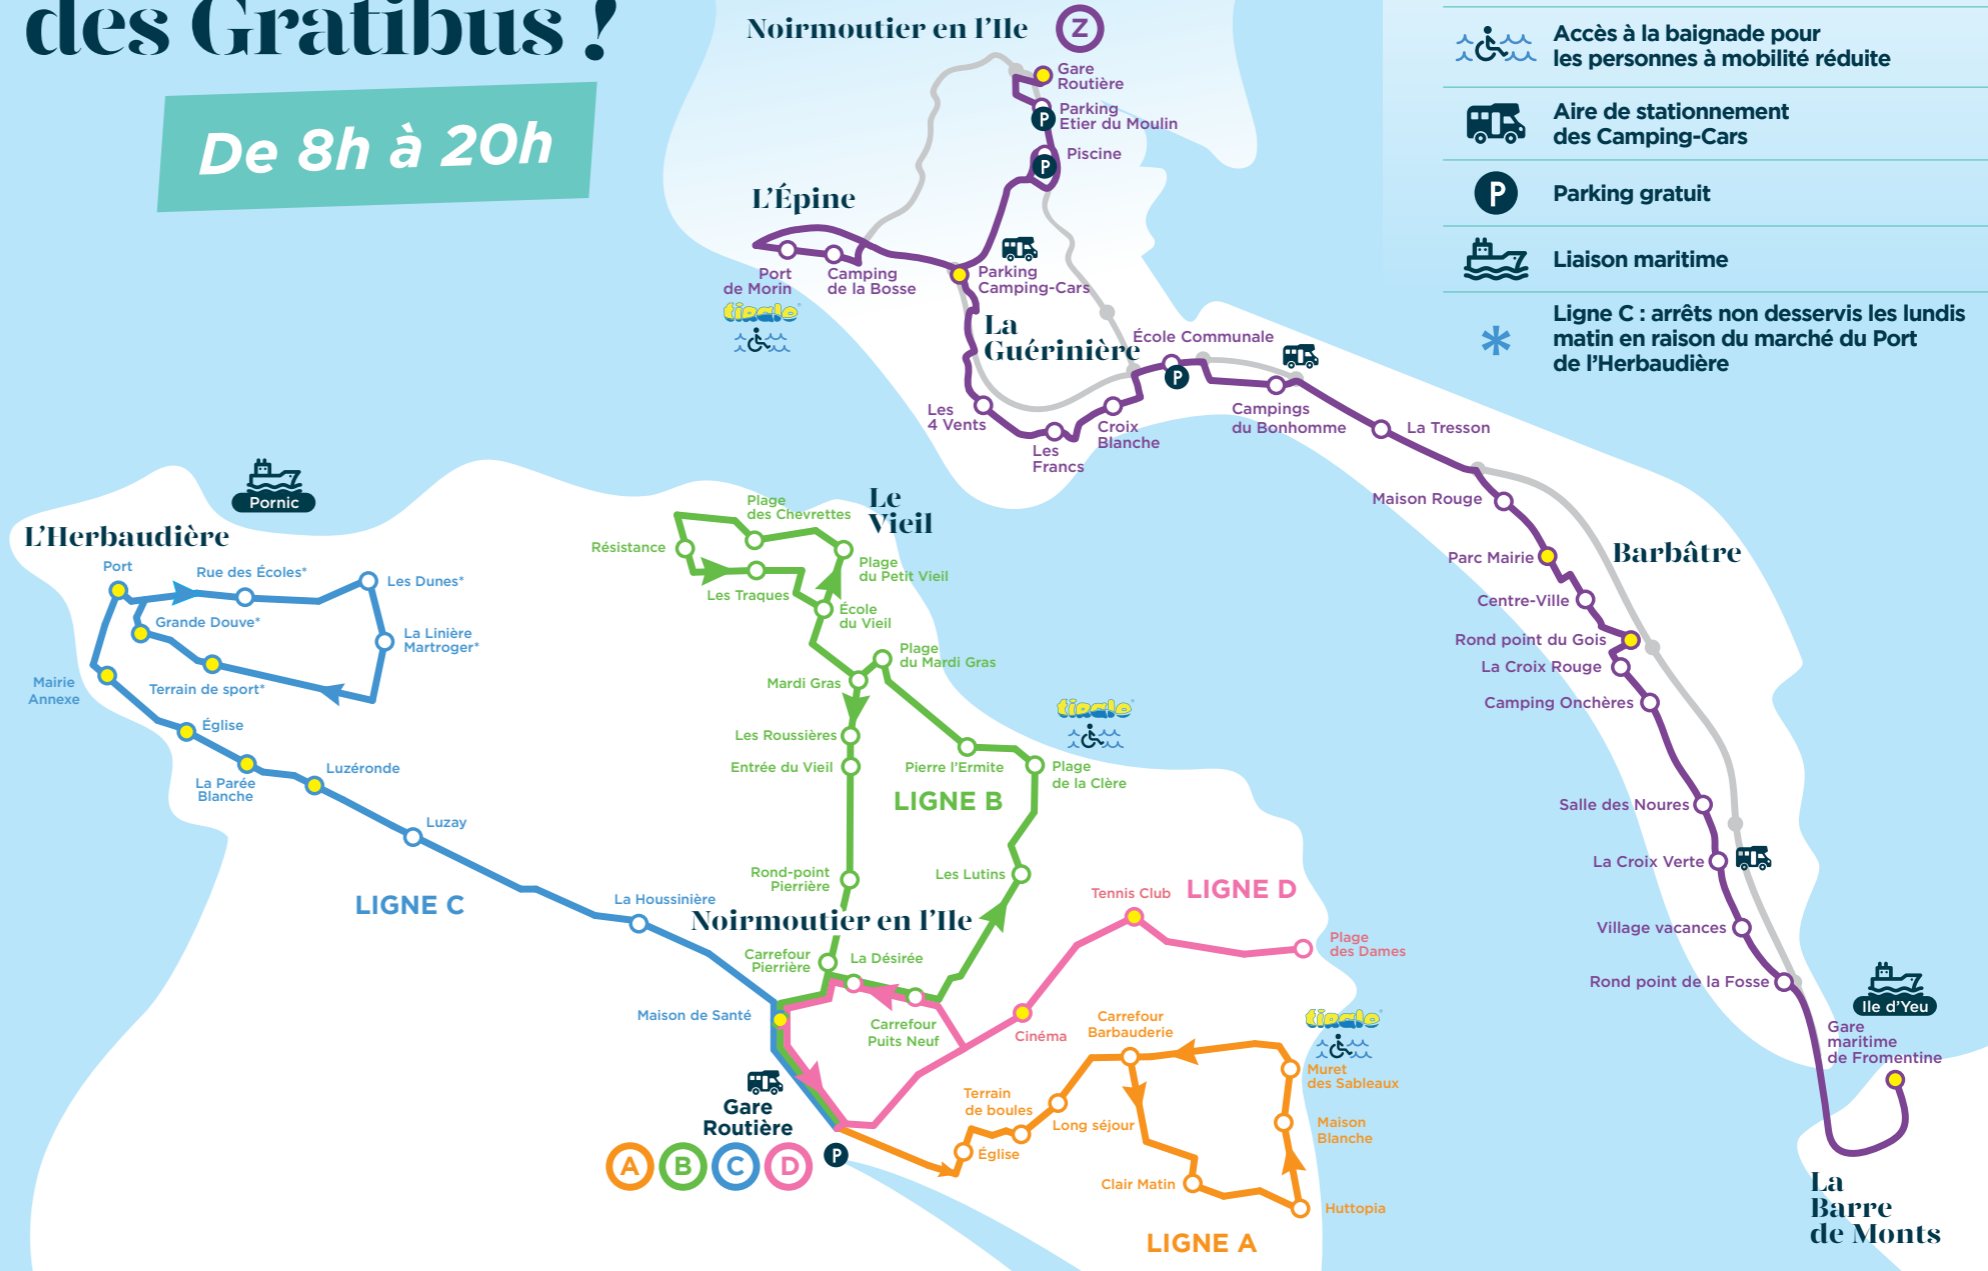 des Gratibus !
De 8h à 20h
Noirmoutier en l'Ile
Z
Gare
Routière
Parking
Etier du Moulin
P
Piscine
P
L'Épine
Port
de Morin
Camping
de la Bosse
Parking
Camping-Cars
tiralo
La
Guérinière
École Communale
P
Les
4 Vents
Les
Francs
Croix
Blanche
Campings
du Bonhomme
La Tresson
Maison Rouge
Parc Mairie
Barbâtre
Centre-Ville
Rond point du Gois
La Croix Rouge
Camping Onchères
Salle des Noures
La Croix Verte
Village vacances
Rond point de la Fosse
Ile d'Yeu
Gare
maritime
de Fromentine
La
Barre
de Monts
Accès à la baignade pour
les personnes à mobilité réduite
Aire de stationnement
des Camping-Cars
P
Parking gratuit
Liaison maritime
*
Ligne C : arrêts non desservis les lundis
matin en raison du marché du Port
de l'Herbaudière
Pornic
L'Herbaudière
Port
Rue des Écoles*
Les Dunes*
Grande Douve*
La Linière
Martroger*
Terrain de sport*
Mairie
Annexe
Église
La Parée
Blanche
Luzéronde
Luzay
LIGNE C
La Houssinière
Maison de Santé
Le
Vieil
Plage
des Chevrettes
Résistance
Plage
du Petit Vieil
Les Traques
École
du Vieil
Plage
du Mardi Gras
Mardi Gras
Les Roussières
Entrée du Vieil
Pierre l'Ermite
Plage
de la Clère
tiralo
LIGNE B
Rond-point
Pierrière
Les Lutins
Noirmoutier en l'Ile
Carrefour
Pierrière
La Désirée
Carrefour
Puits Neuf
Tennis Club
LIGNE D
Plage
des Dames
Cinéma
Carrefour
Barbauderie
tiralo
Muret
des Sableaux
Terrain
de boules
Long séjour
Maison
Blanche
Église
Clair Matin
Huttopia
LIGNE A
Gare
Routière
A B C D P